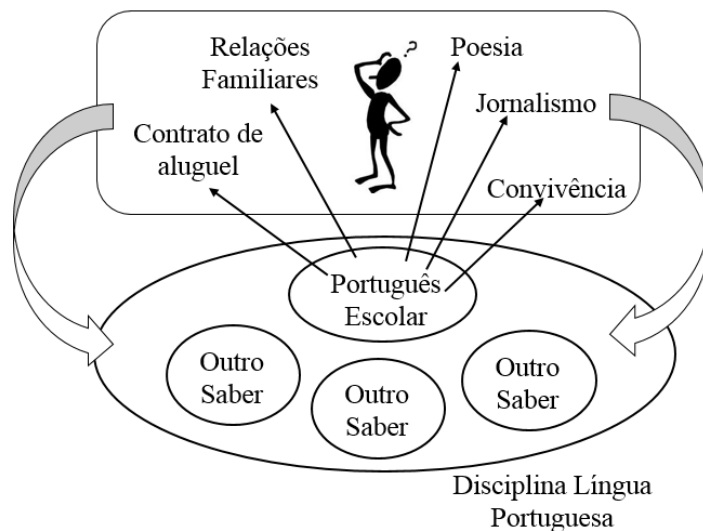 Relações
Familiares
?
Poesia
Jornalismo
Contrato de
aluguel
Convivência
Português
Escolar
Outro
Saber
Outro
Saber
Outro
Saber
Disciplina Língua
Portuguesa